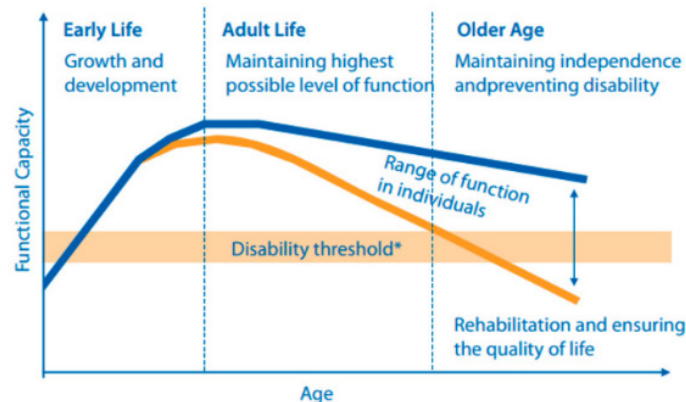 Early Life
Growth and
development
Adult Life
Maintaining highest
possible level of function
Older Age
Maintaining independence
andpreventing disability
Functional Capacity
Range of function
in individuals
Disability threshold*
Rehabilitation and ensuring
the quality of life
Age